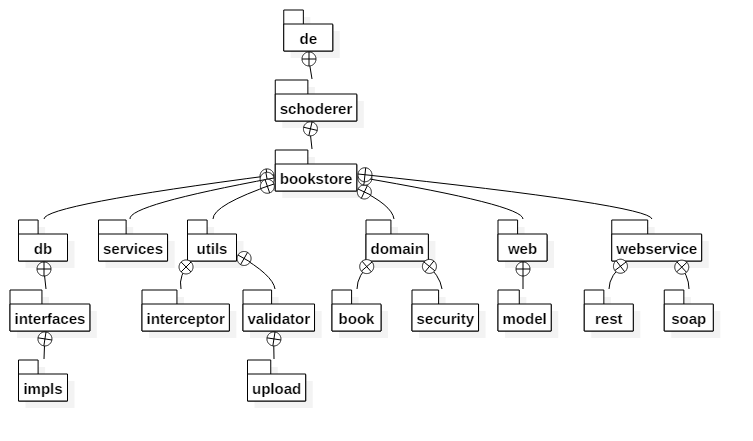 de
schoderer
bookstore
db services utils domain web webservice
interfaces interceptor validator book security model rest soap
impls upload